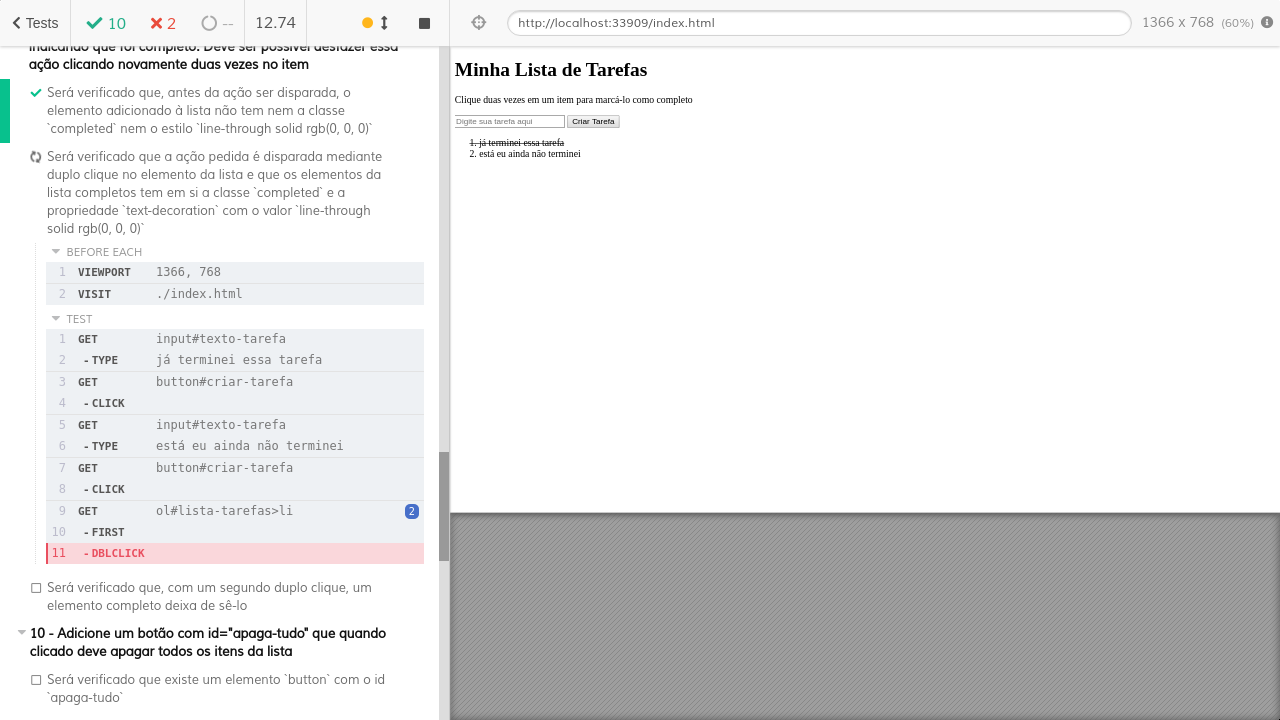 Tests
10
2
--
12.74
http://localhost:33909/index.html
1366 x 768 (60%)
indicando que foi completo. Deve ser possível desfazer essa
ação clicando novamente duas vezes no item
Será verificado que, antes da ação ser disparada, o
elemento adicionado à lista não tem nem a classe
`completed` nem o estilo `line-through solid rgb(0, 0, 0)`
Será verificado que a ação pedida é disparada mediante
duplo clique no elemento da lista e que os elementos da
lista completos tem em si a classe `completed` e a
propriedade `text-decoration` com o valor `line-through
solid rgb(0, 0, 0)`
BEFORE EACH
1 VIEWPORT 1366, 768
2 VISIT ./index.html
TEST
1 GET input#texto-tarefa
2 - TYPE já terminei essa tarefa
3 GET button#criar-tarefa
4 - CLICK
5 GET input#texto-tarefa
6 - TYPE está eu ainda não terminei
7 GET button#criar-tarefa
8 - CLICK
9 GET ol#lista-tarefas>li 2
10 - FIRST
11 - DBLCLICK
Será verificado que, com um segundo duplo clique, um
elemento completo deixa de sê-lo
10 - Adicione um botão com id="apaga-tudo" que quando
clicado deve apagar todos os itens da lista
Será verificado que existe um elemento `button` com o id
`apaga-tudo`
Minha Lista de Tarefas
Clique duas vezes em um item para marcá-lo como completo
Digite sua tarefa aqui Criar Tarefa
1. já terminei essa tarefa
2. está eu ainda não terminei